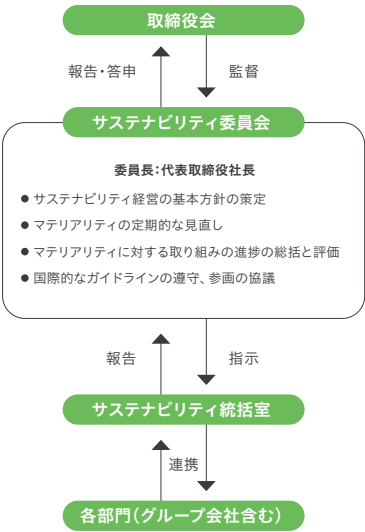 取締役会
報告・答申
監督
サステナビリティ委員会
委員長：代表取締役社長
● サステナビリティ経営の基本方針の策定
● マテリアリティの定期的な見直し
● マテリアリティに対する取り組みの進捗の総括と評価
● 国際的なガイドラインの遵守、参画の協議
報告
指示
サステナビリティ統括室
連携
各部門（グループ会社含む）